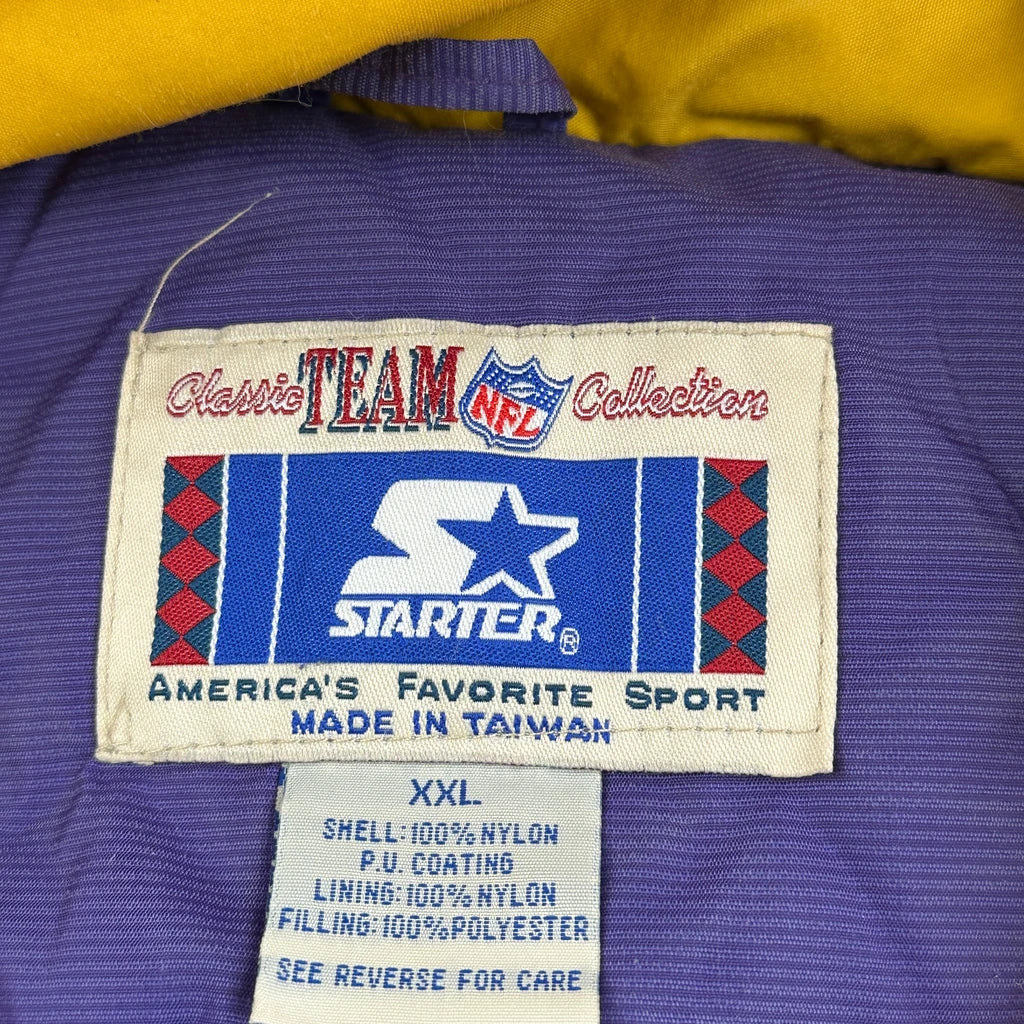 Classic TEAM NFL Collection
STARTER®
AMERICA'S FAVORITE SPORT
MADE IN TAIWAN
XXL
SHELL:100% NYLON
P.U. COATING
LINING:100% NYLON
FILLING:100% POLYESTER
SEE REVERSE FOR CARE